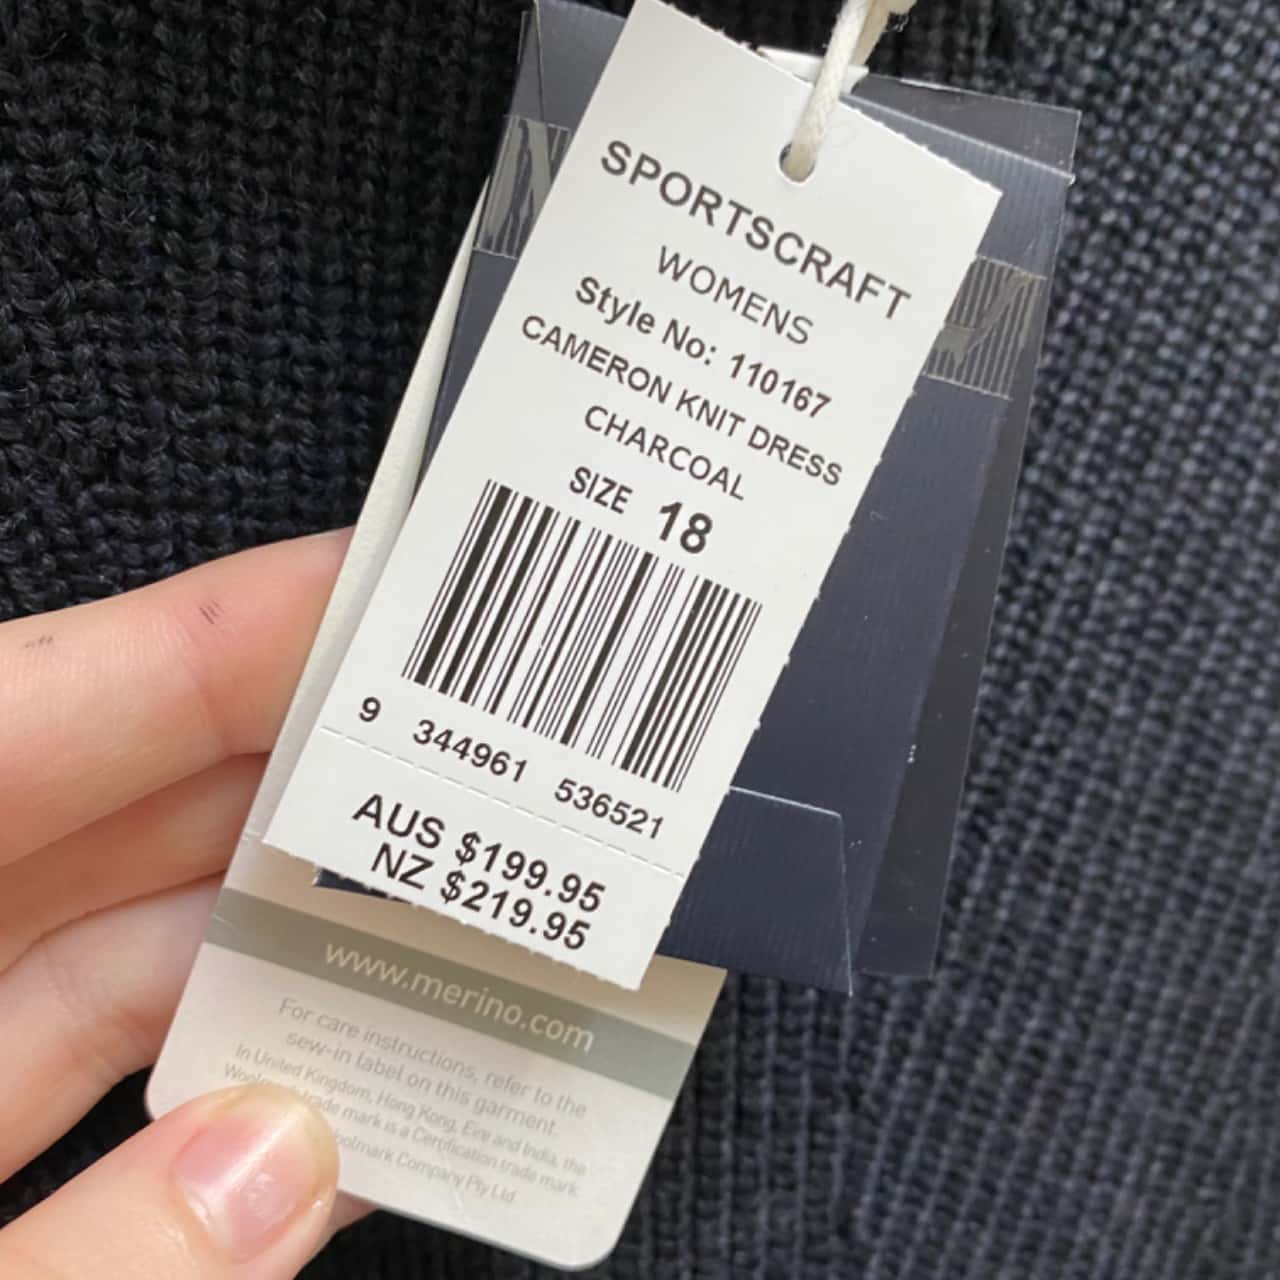 SPORTSCRAFT
WOMENS
Style No: 110167
CAMERON KNIT DRESS
CHARCOAL
SIZE 18
9 344961 536521
AUS $199.95
NZ $219.95
www.merino.com
For care instructions, refer to the
sew-in label on this garment.
In United Kingdom, Hong Kong, Eire and India, the
trade mark is a Certification trade mark
Company Pty Ltd